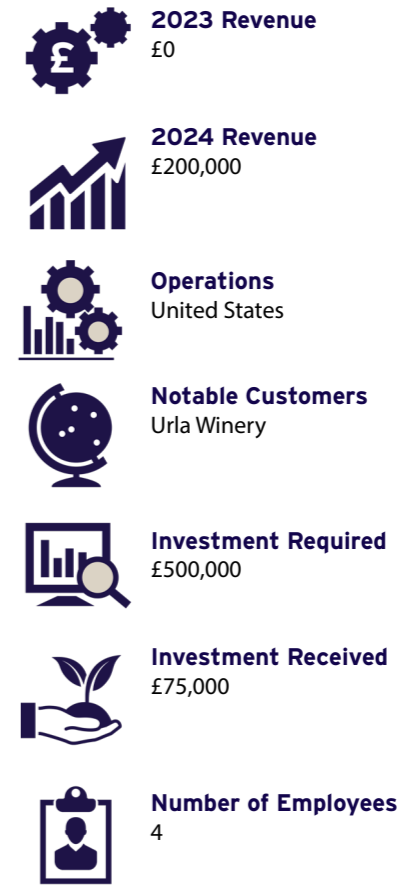 £
2023 Revenue
£0
2024 Revenue
£200,000
Operations
United States
Notable Customers
Urla Winery
Investment Required
£500,000
Investment Received
£75,000
Number of Employees
4